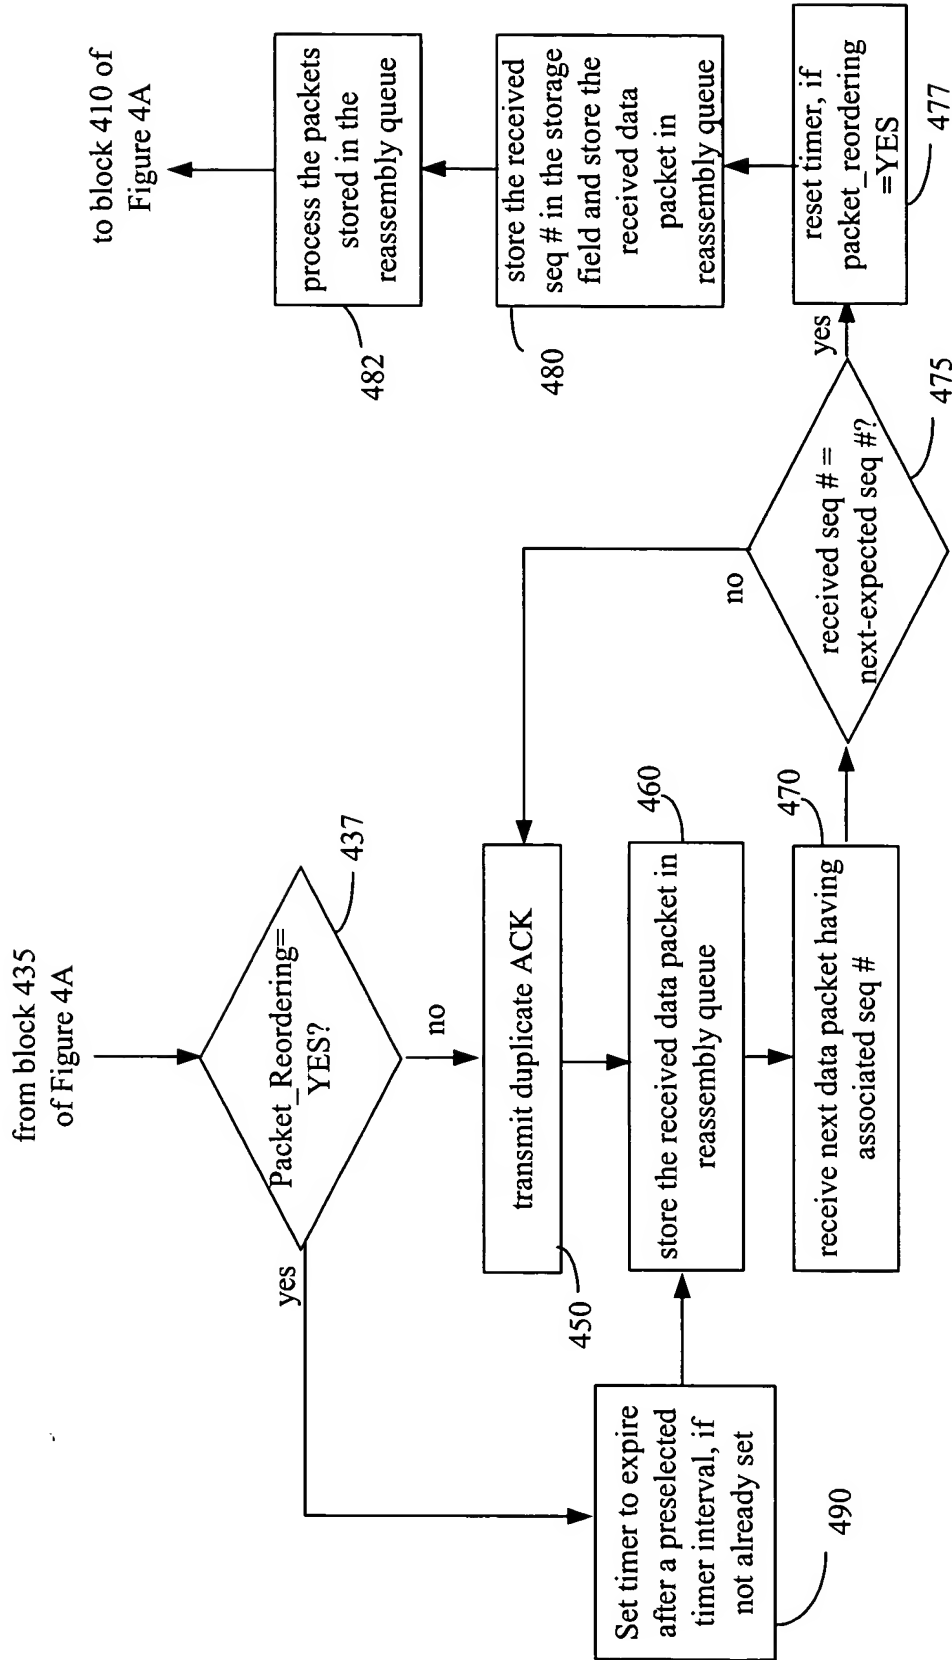 from block 435
of Figure 4A
Packet_Reordering=
YES?
437
yes
no
Set timer to expire
after a preselected
timer interval, if
not already set
490
transmit duplicate ACK
450
store the received data packet in
reassembly queue
460
receive next data packet having
associated seq #
470
received seq # =
next-expected seq #?
475
no
yes
reset timer, if
packet_reordering
=YES
477
store the received
seq # in the storage
field and store the
received data
packet in
reassembly queue
480
process the packets
stored in the
reassembly queue
482
to block 410 of
Figure 4A